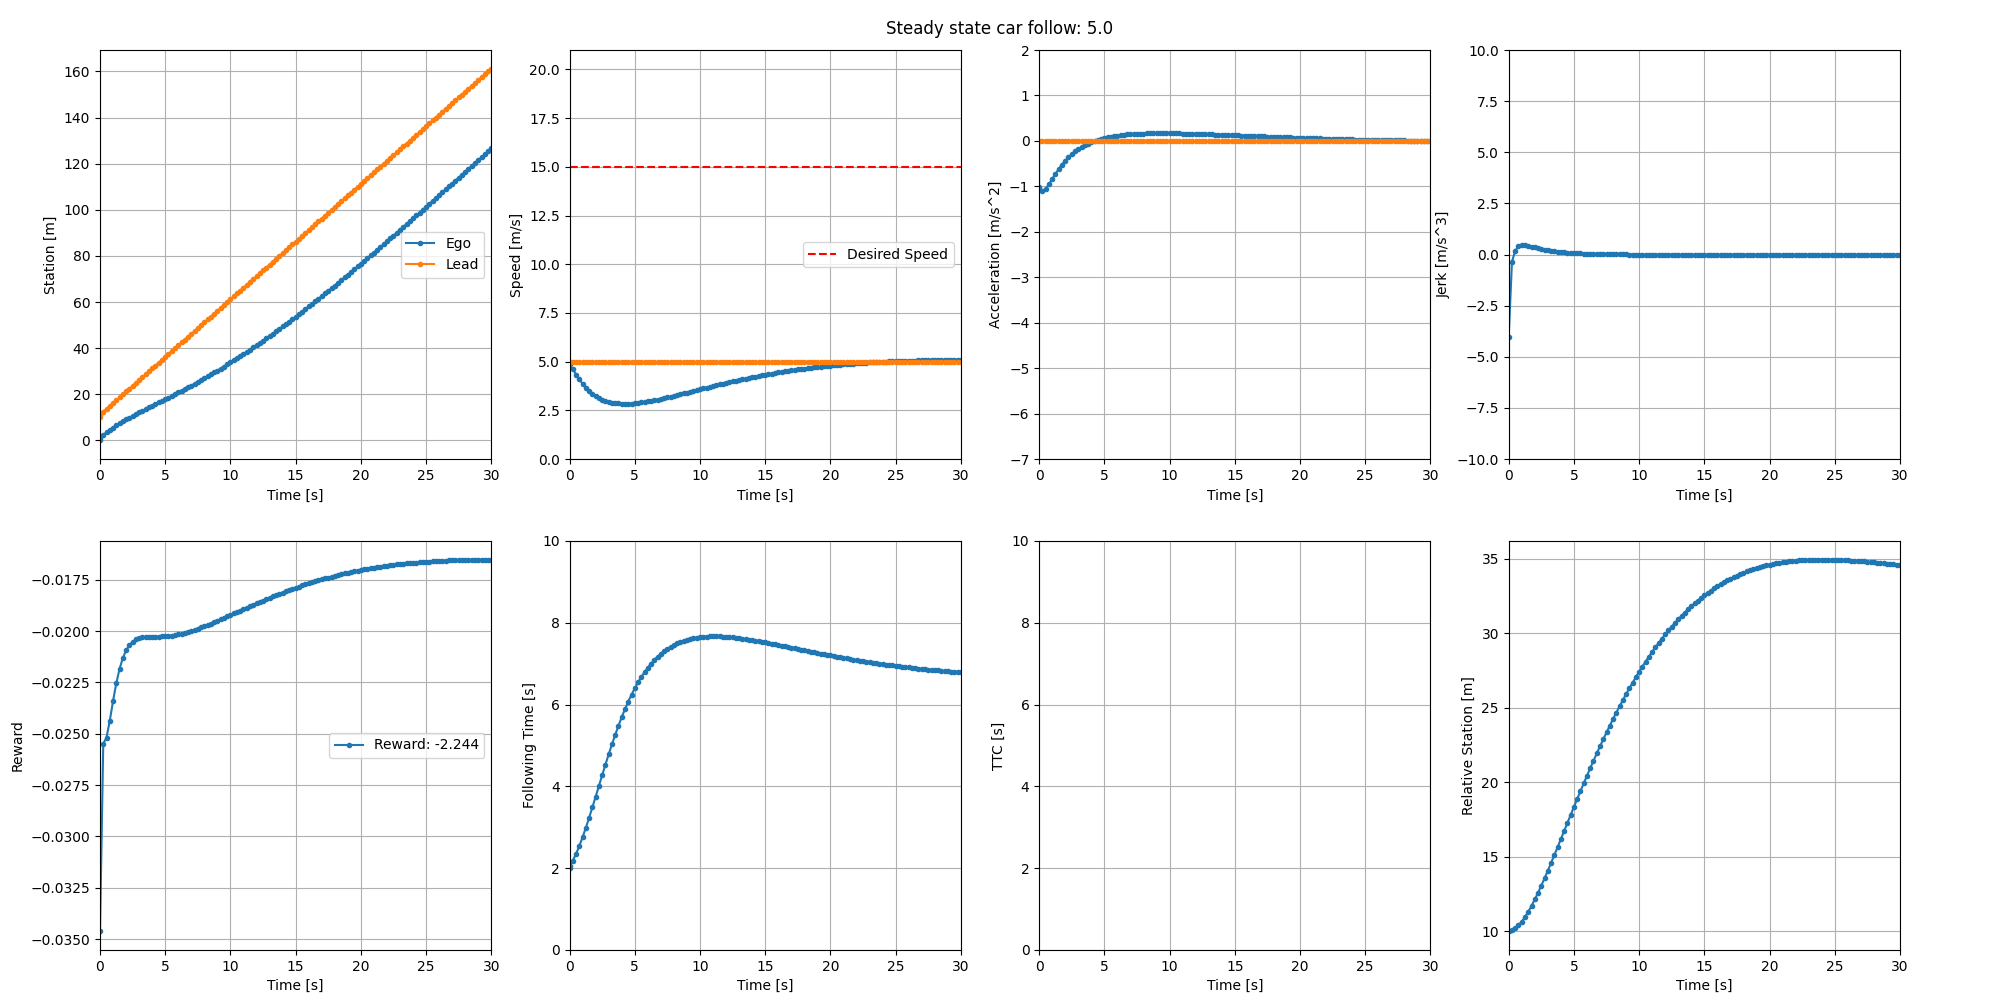 Steady state car follow: 5.0
160
140
120
100
80
60
40
20
0
Station [m]
Ego
Lead
0 5 10 15 20 25 30
Time [s]
20.0
17.5
15.0
12.5
10.0
7.5
5.0
2.5
0.0
Speed [m/s]
Desired Speed
0 5 10 15 20 25 30
Time [s]
2
1
0
−1
−2
−3
−4
−5
−6
−7
Acceleration [m/s^2]
0 5 10 15 20 25 30
Time [s]
10.0
7.5
5.0
2.5
0.0
−2.5
−5.0
−7.5
−10.0
Jerk [m/s^3]
0 5 10 15 20 25 30
Time [s]
−0.0175
−0.0200
−0.0225
−0.0250
−0.0275
−0.0300
−0.0325
−0.0350
Reward
Reward: -2.244
0 5 10 15 20 25 30
Time [s]
10
8
6
4
2
0
Following Time [s]
0 5 10 15 20 25 30
Time [s]
10
8
6
4
2
0
TTC [s]
0 5 10 15 20 25 30
Time [s]
35
30
25
20
15
10
Relative Station [m]
0 5 10 15 20 25 30
Time [s]